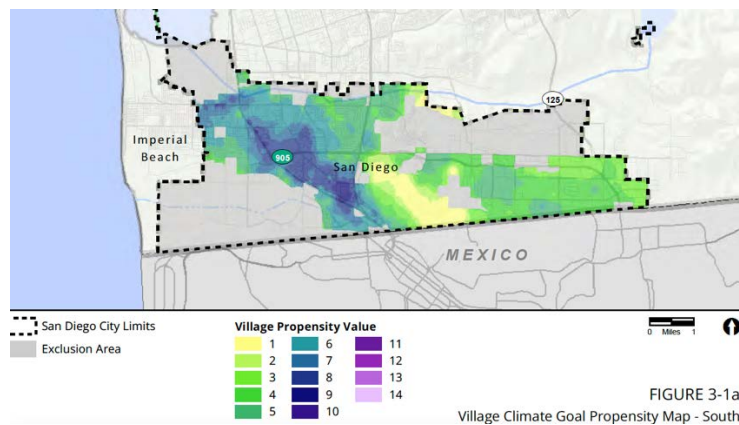 125
Imperial
Beach
905
San Diego
MEXICO
San Diego City Limits
Exclusion Area
Village Propensity Value
1 6 11
2 7 12
3 8 13
4 9 14
5 10
0 Miles 1
FIGURE 3-1a
Village Climate Goal Propensity Map - South